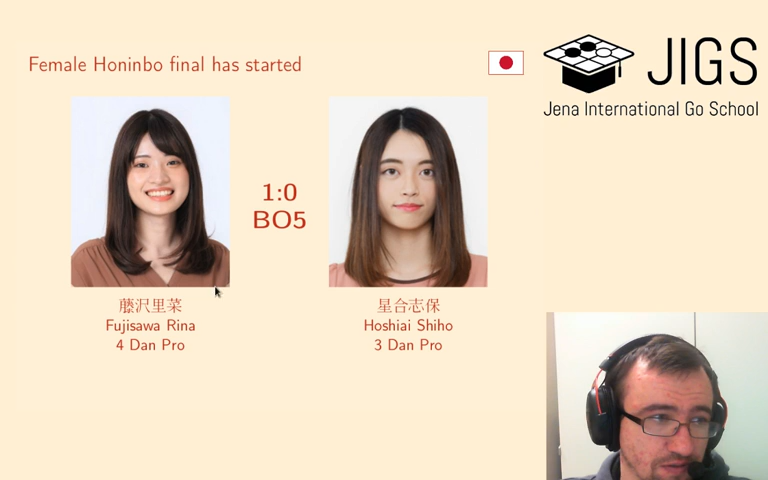 Female Honinbo final has started
JIGS
Jena International Go School
1:0
BO5
藤沢里菜
Fujisawa Rina
4 Dan Pro
星合志保
Hoshiai Shiho
3 Dan Pro